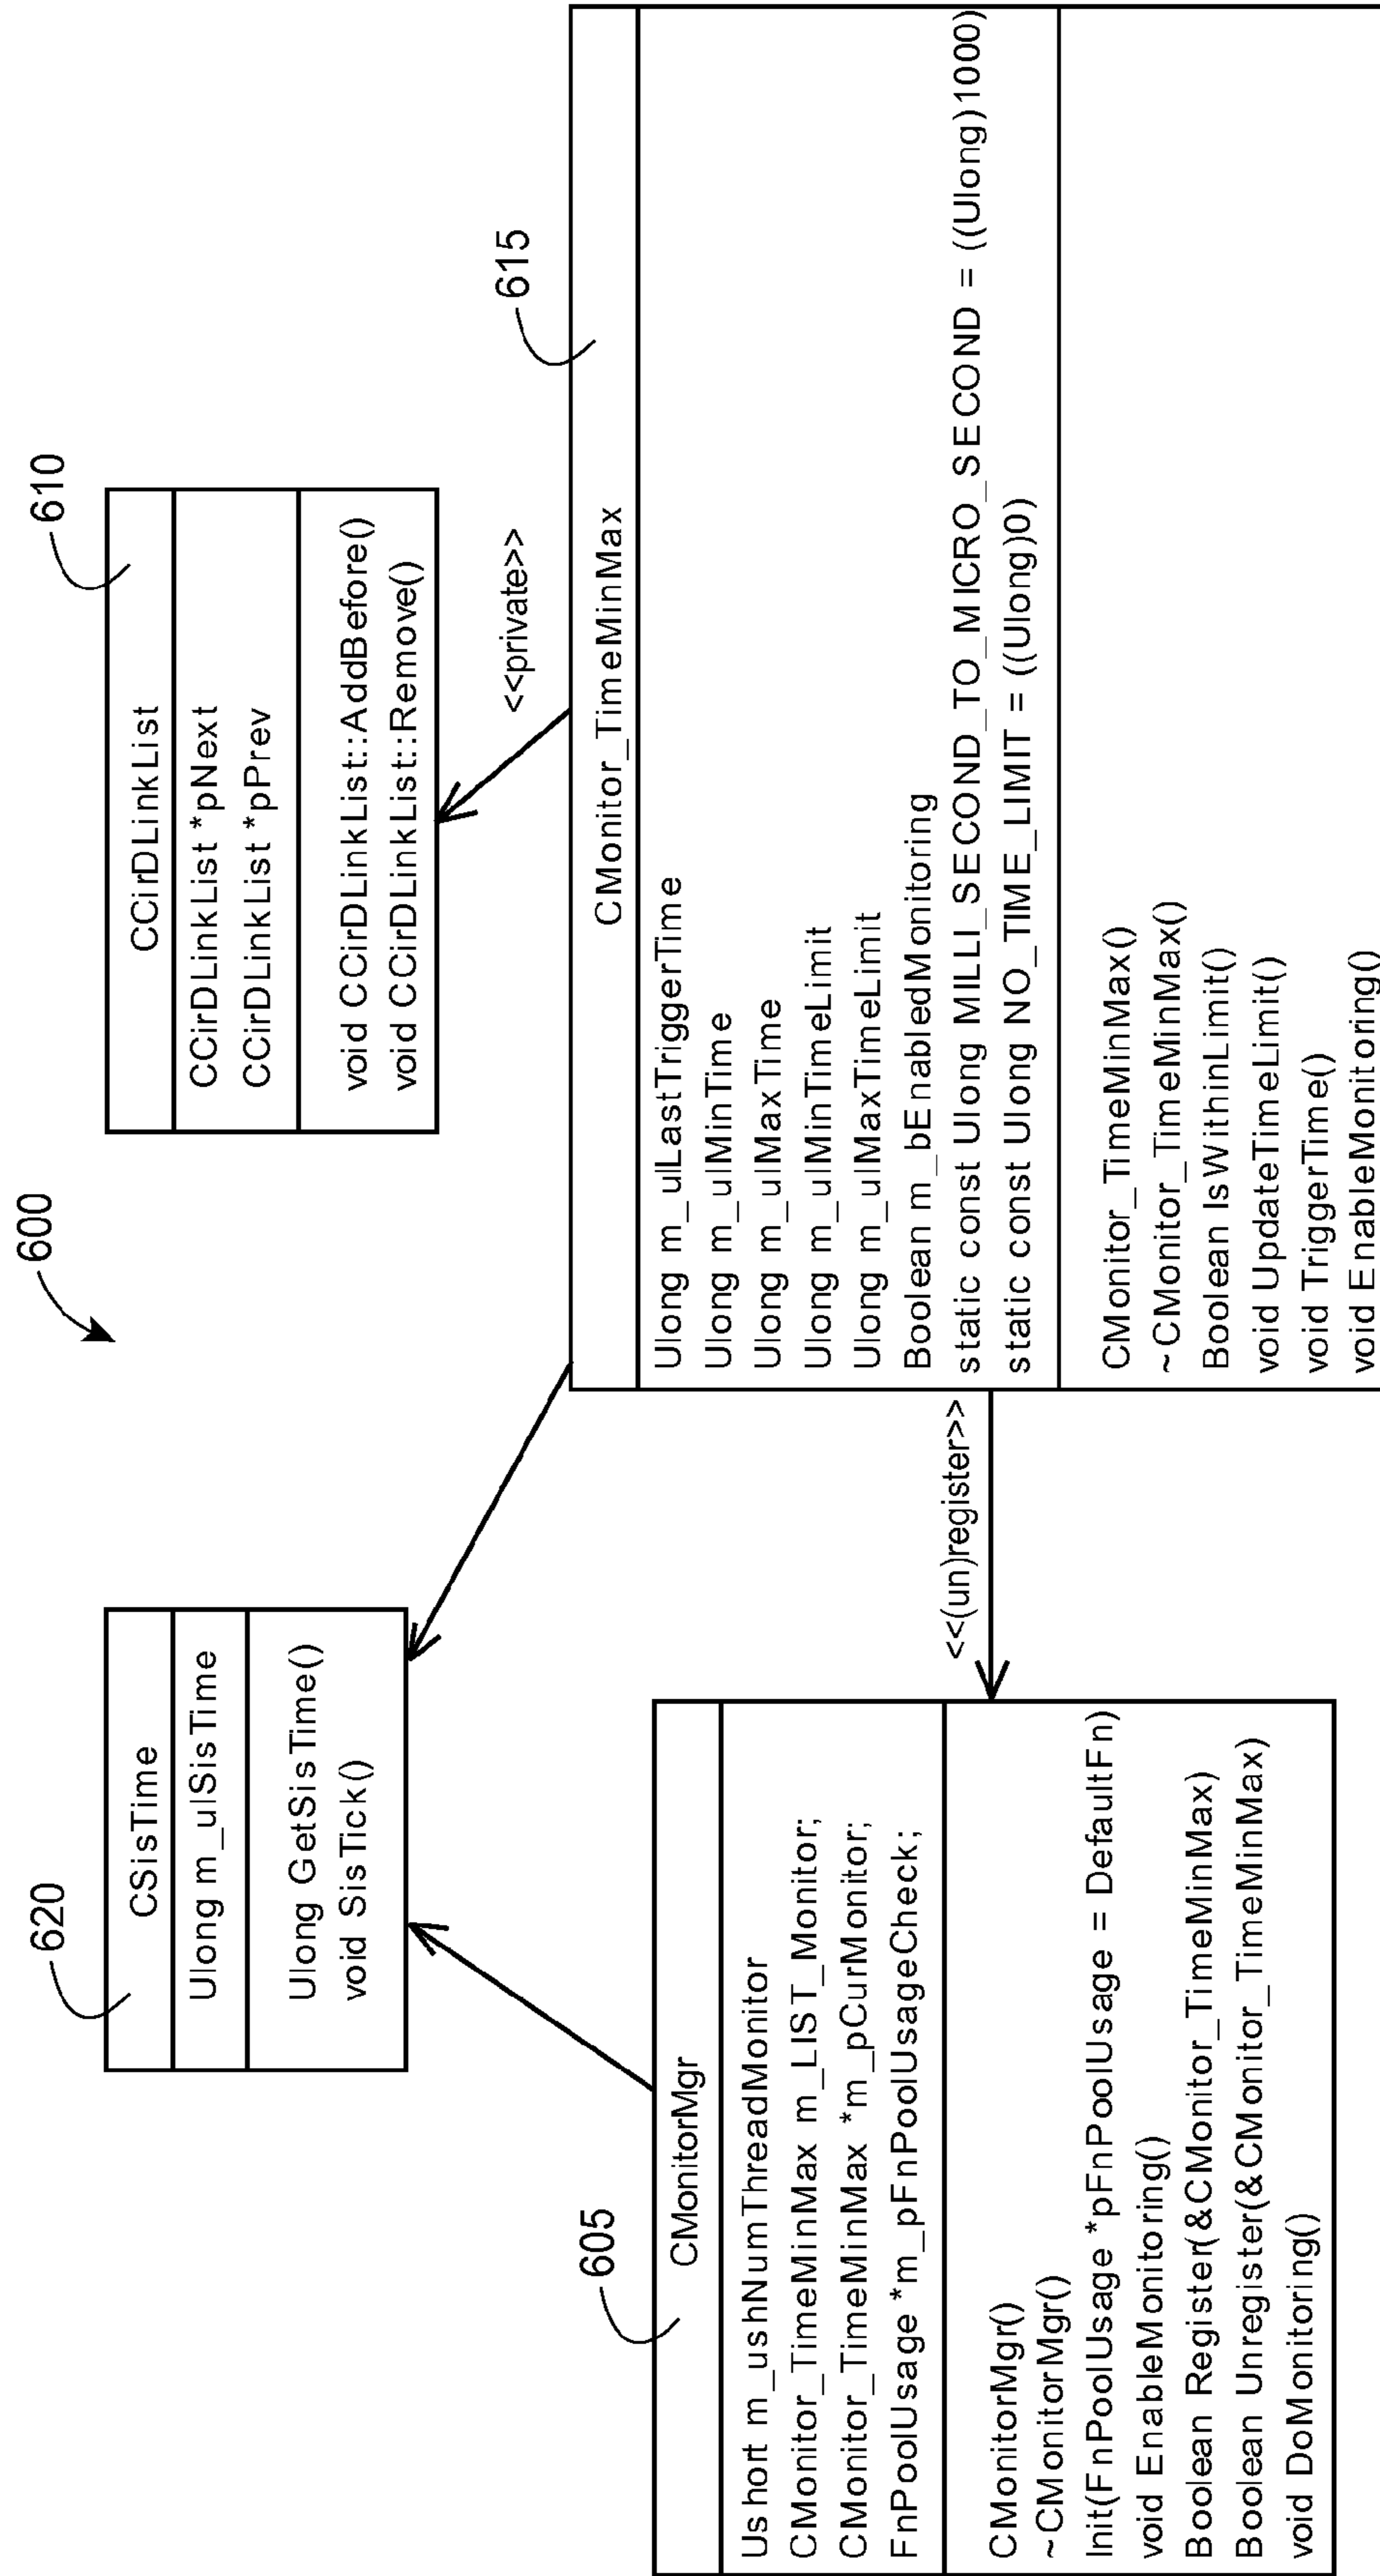 600
620
CSisTime
Ulong m_ulSisTime
Ulong GetSisTime()
void SisTick()
610
CCirDLinkList
CCirDLinkList *pNext
CCirDLinkList *pPrev
void CCirDLinkList::AddBefore()
void CCirDLinkList::Remove()
<<private>>
605
CMonitorMgr
Ushort m_ushNumThreadMonitor
CMonitor_TimeMinMax m_LIST_Monitor;
CMonitor_TimeMinMax *m_pCurMonitor;
FnPoolUsage *m_pFnPoolUsageCheck;
CMonitorMgr()
~CMonitorMgr()
Init(FnPoolUsage *pFnPoolUsage = DefaultFn)
void EnableMonitoring()
Boolean Register(&CMonitor_TimeMinMax)
Boolean Unregister(&CMonitor_TimeMinMax)
void DoMonitoring()
<<(un)register>>
615
CMonitor_TimeMinMax
Ulong m_ulLastTriggerTime
Ulong m_ulMinTime
Ulong m_ulMaxTime
Ulong m_ulMinTimeLimit
Ulong m_ulMaxTimeLimit
Boolean m_bEnabledMonitoring
static const Ulong MILLI_SECOND_TO_MICRO_SECOND = ((Ulong)1000)
static const Ulong NO_TIME_LIMIT = ((Ulong)0)
CMonitor_TimeMinMax()
~CMonitor_TimeMinMax()
Boolean IsWithinLimit()
void UpdateTimeLimit()
void TriggerTime()
void EnableMonitoring()